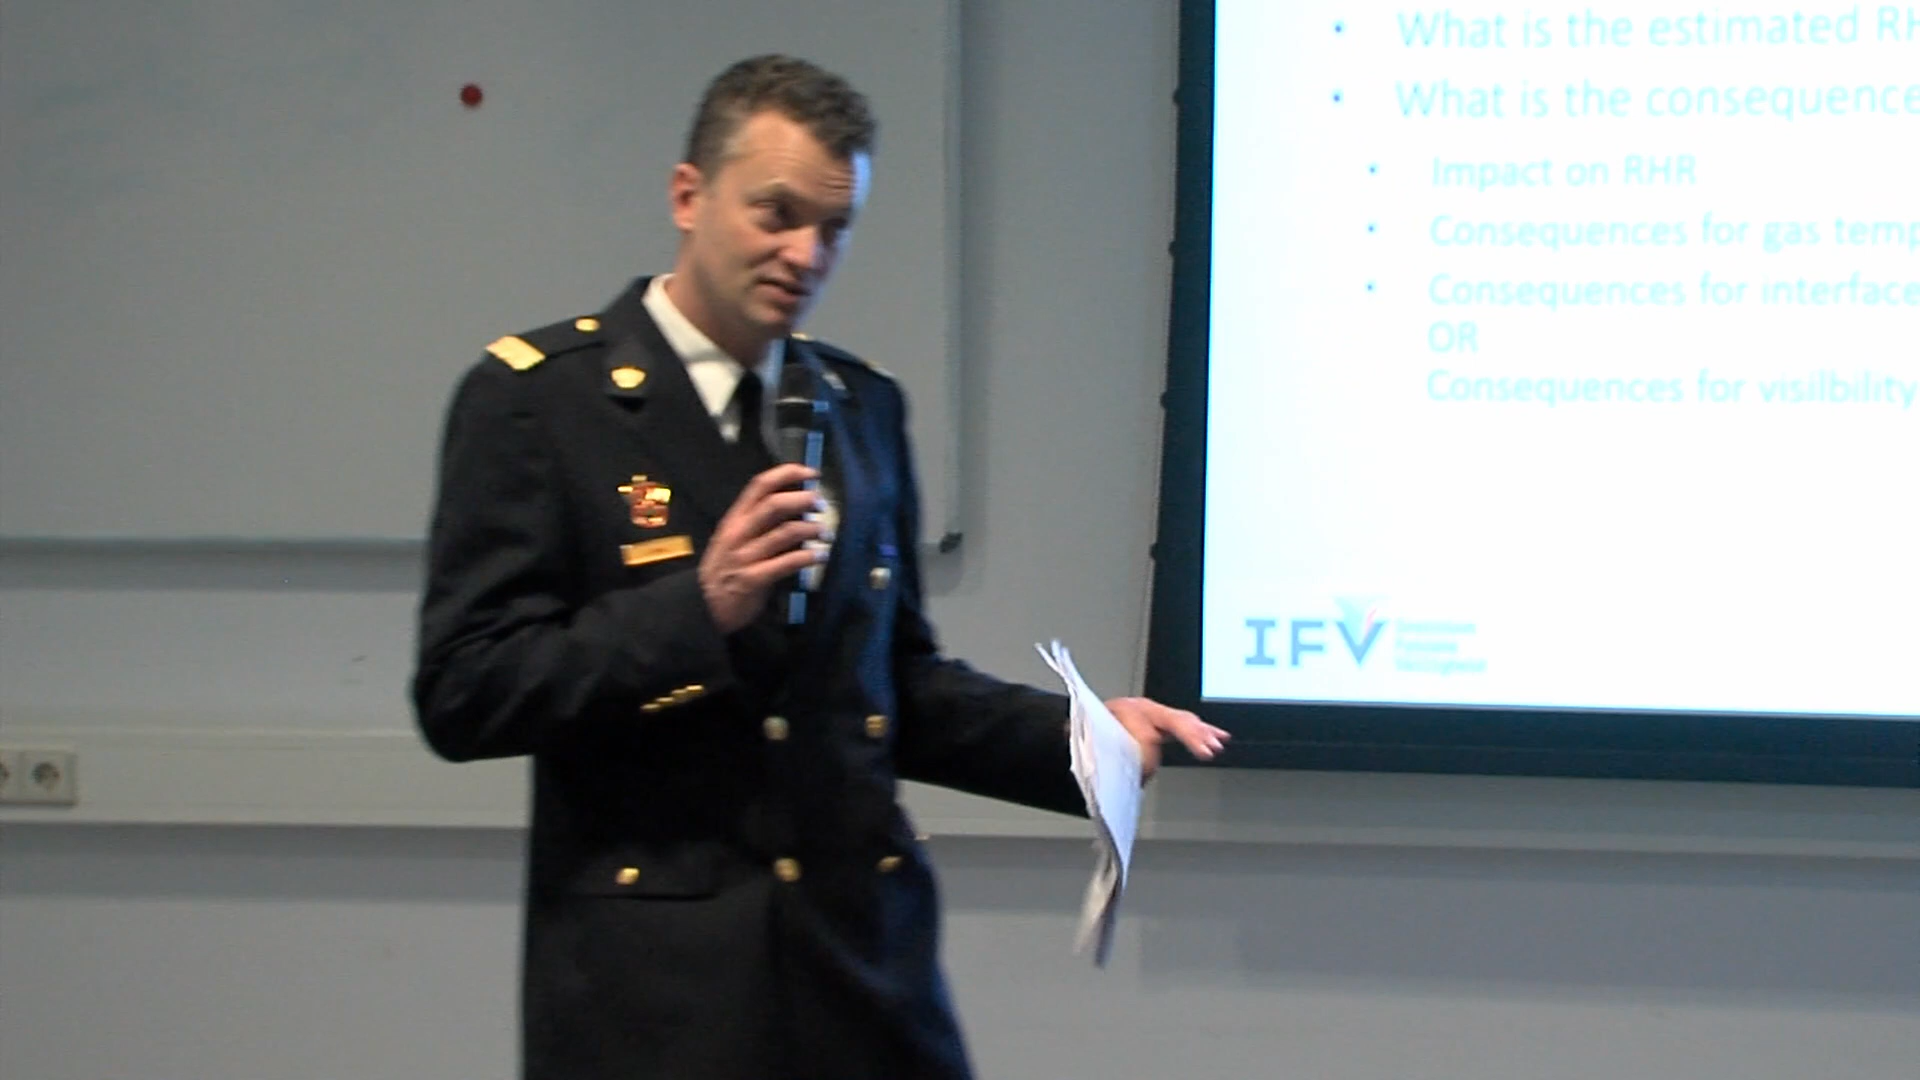 What is the estimated RH
What is the consequence
Impact on RHR
Consequences for gas temp
Consequences for interface
OR
Consequences for visilbility
IFV